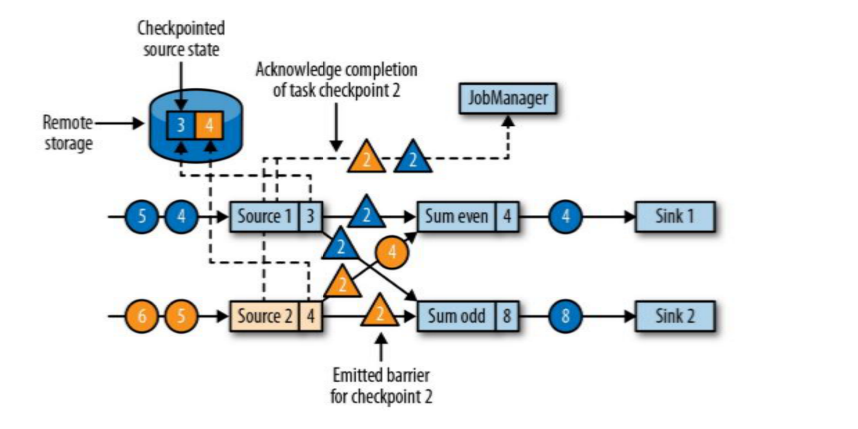 Checkpointed
source state
Acknowledge completion
of task checkpoint 2
JobManager
Remote
storage
3 4
2 2
5 4 Source 1 3 2 Sum even 4 4 Sink 1
2 4
2
6 5 Source 2 4 2 Sum odd 8 8 Sink 2
Emitted barrier
for checkpoint 2